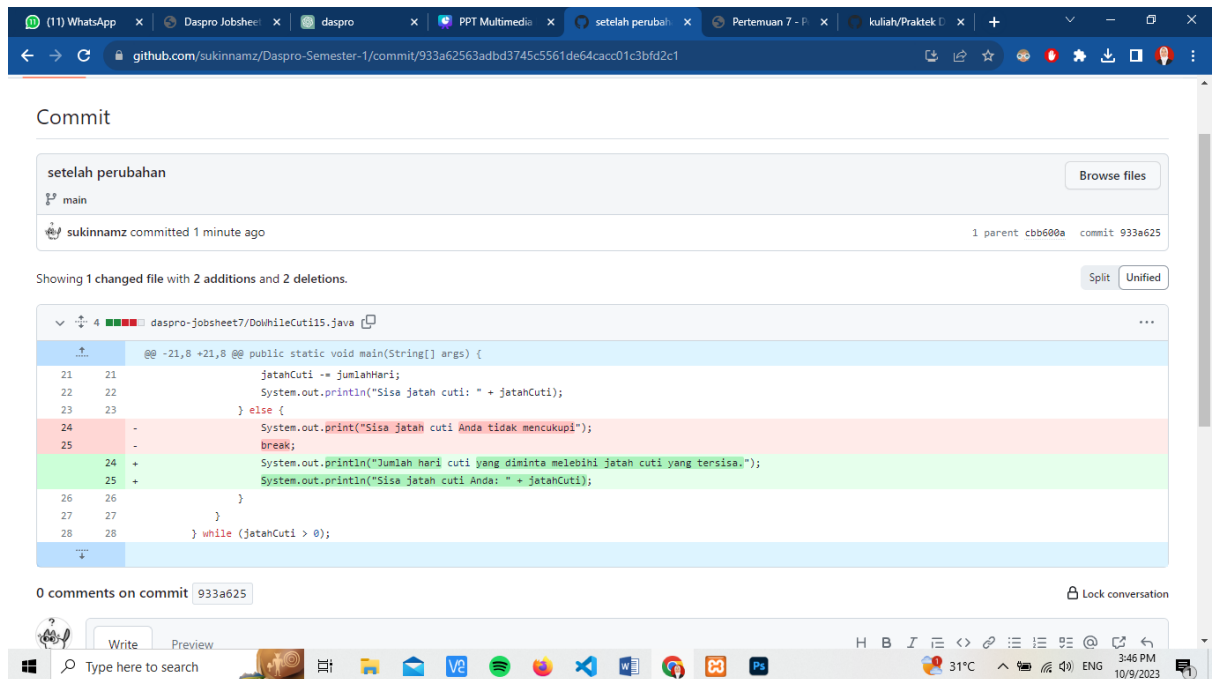 (11) WhatsApp
Daspro Jobshee
daspro
PPT Multimedia
setelah perubah
Pertemuan 7 - P
kuliah/Praktek D
github.com/sukinnamz/Daspro-Semester-1/commit/933a62563adbd3745c5561de64cacc01c3bfd2c1
Commit
setelah perubahan
Browse files
main
sukinnamz committed 1 minute ago
1 parent cbb600a commit 933a625
Showing 1 changed file with 2 additions and 2 deletions.
Split Unified
4 daspro-jobsheet7/DoWhileCuti15.java
@@ -21,8 +21,8 @@ public static void main(String[] args) {
21 21 jatahCuti -= jumlahHari;
22 22 System.out.println("Sisa jatah cuti: " + jatahCuti);
23 23 } else {
24 - System.out.print("Sisa jatah cuti Anda tidak mencukupi");
25 - break;
24 + System.out.println("Jumlah hari cuti yang diminta melebihi jatah cuti yang tersisa.");
25 + System.out.println("Sisa jatah cuti Anda: " + jatahCuti);
26 26 }
27 27 }
28 28 } while (jatahCuti > 0);
0 comments on commit 933a625
Lock conversation
Write Preview
Type here to search
31°C
ENG
3:46 PM
10/9/2023